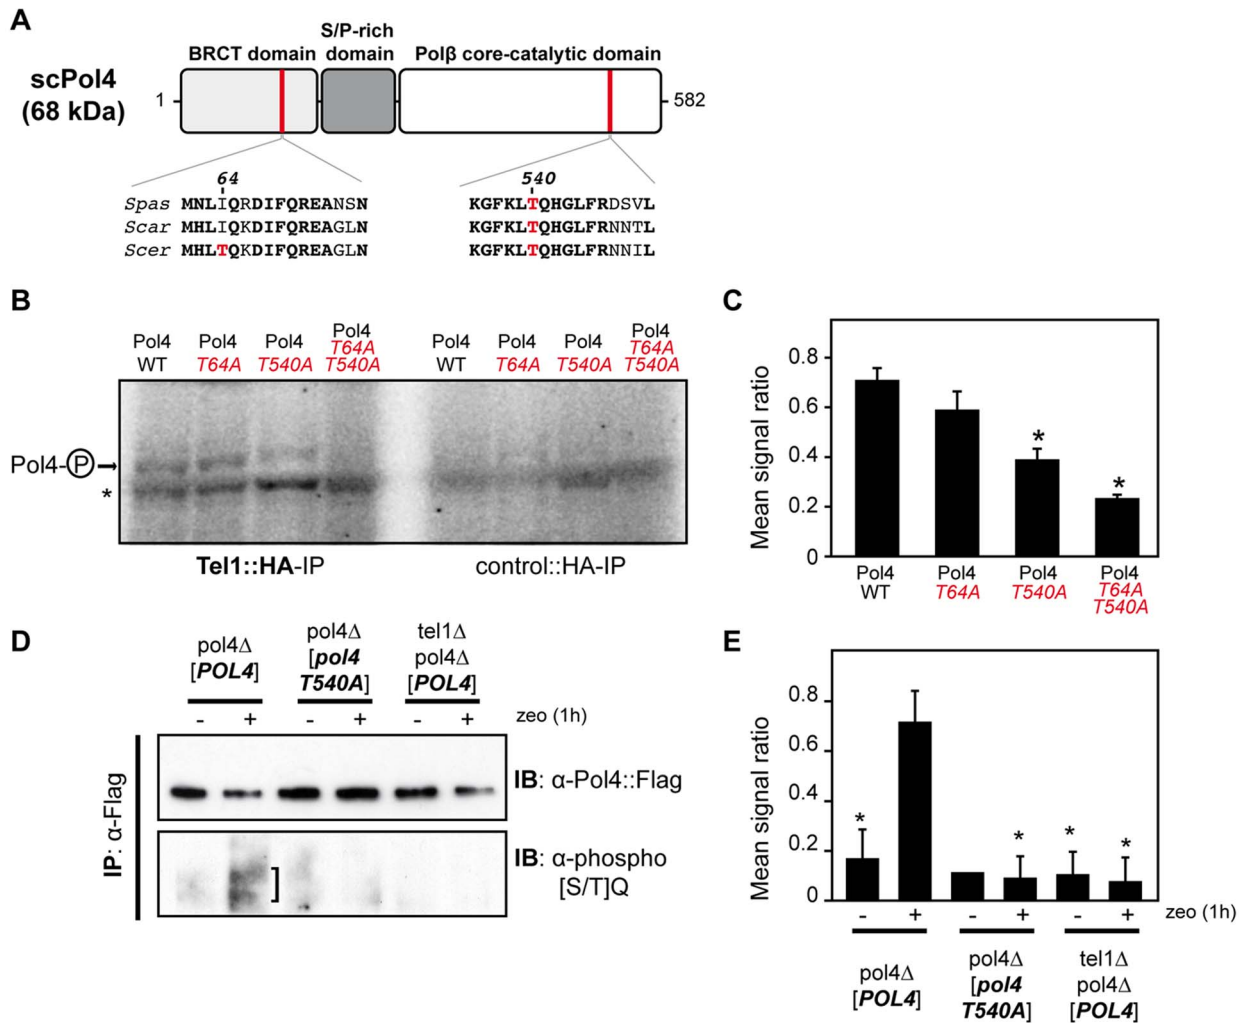 A
scPol4
(68 kDa)
BRCT domain
S/P-rich
domain
Polβ core-catalytic domain
1
582
64
Spas MNLIQRDIFQREANSN
Scar MHLIQKDIFQREAGLN
Scer MHLTQKDIFQREAGLN
540
KGFKLTQHGLFRDSVL
KGFKLTQHGLFRNNTL
KGFKLTQHGLFRNNIL
B
Pol4
WT
Pol4
T64A
Pol4
T540A
Pol4
T64A
T540A
Pol4
WT
Pol4
T64A
Pol4
T540A
Pol4
T64A
T540A
Pol4-P
*
Tel1::HA-IP
control::HA-IP
C
Mean signal ratio
0.8
0.6
0.4
0.2
0
*
*
Pol4
WT
Pol4
T64A
Pol4
T540A
Pol4
T64A
T540A
D
pol4Δ
[POL4]
pol4Δ
[pol4
T540A]
tel1Δ
pol4Δ
[POL4]
- + - + - + zeo (1h)
IP: α-Flag
IB: α-Pol4::Flag
IB: α-phospho
[S/T]Q
E
Mean signal ratio
0.8
0.6
0.4
0.2
0
* * * *
- + - + - + zeo (1h)
pol4Δ
[POL4]
pol4Δ
[pol4
T540A]
tel1Δ
pol4Δ
[POL4]